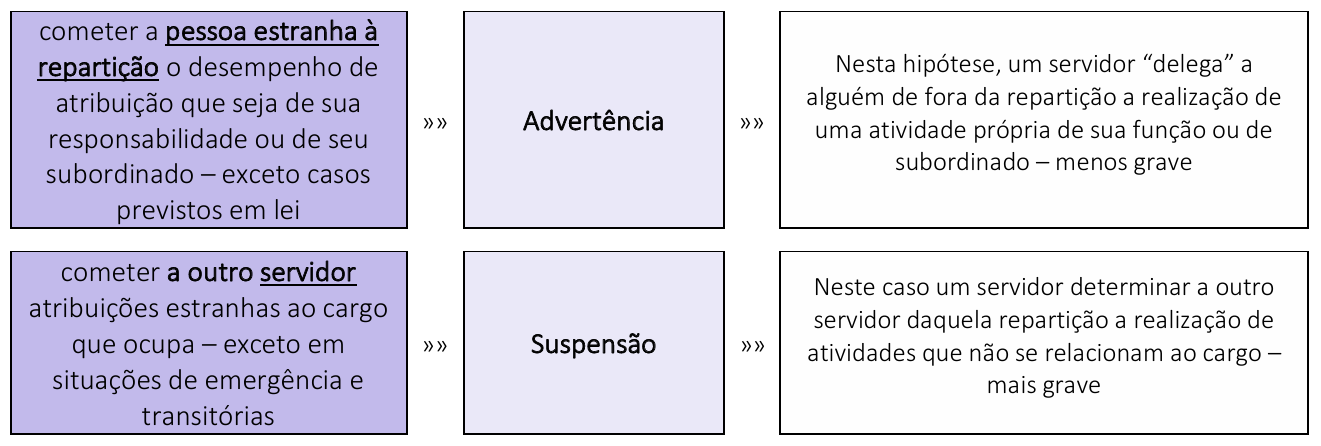 cometer a pessoa estranha à
repartição o desempenho de
atribuição que seja de sua
responsabilidade ou de seu
subordinado – exceto casos
previstos em lei
»»
Advertência
»»
Nesta hipótese, um servidor “delega” a
alguém de fora da repartição a realização de
uma atividade própria de sua função ou de
subordinado – menos grave
cometer a outro servidor
atribuições estranhas ao cargo
que ocupa – exceto em
situações de emergência e
transitórias
»»
Suspensão
»»
Neste caso um servidor determinar a outro
servidor daquela repartição a realização de
atividades que não se relacionam ao cargo –
mais grave